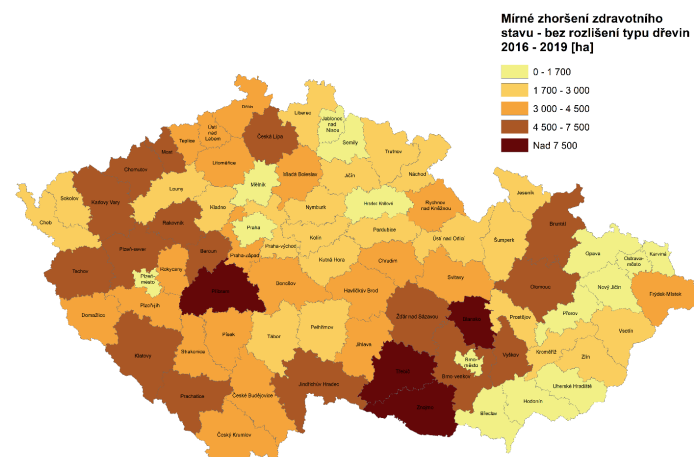 Mírné zhoršení zdravotního
stavu - bez rozlišení typu dřevin
2016 - 2019 [ha]
0 - 1 700
1 700 - 3 000
3 000 - 4 500
4 500 - 7 500
Nad 7 500
Děčín
Liberec
Jablonec
nad
Nisou
Semily
Ústí
nad
Labem
Teplice
Česká Lípa
Trutnov
Most
Chomutov
Litoměřice
Mladá Boleslav
Jičín
Náchod
Jeseník
Sokolov
Karlovy Vary
Louny
Mělník
Cheb
Kladno
Nymburk
Hradec Králové
Rychnov
nad Kněžnou
Rakovník
Praha
Bruntál
Plzeň-sever
Beroun
Praha-západ
Praha-východ
Kolín
Pardubice
Ústí nad Orlicí
Šumperk
Opava
Ostrava-
město
Karviná
Tachov
Rokycany
Plzeň-
město
Kutná Hora
Chrudim
Svitavy
Olomouc
Nový Jičín
Frýdek-Místek
Plzeň-jih
Benešov
Havlíčkův Brod
Domažlice
Žďár nad Sázavou
Prostějov
Přerov
Písek
Tábor
Pelhřimov
Jihlava
Vsetín
Klatovy
Strakonice
Brno-
město
Vyškov
Kroměříž
Zlín
Brno-venkov
Prachatice
České Budějovice
Jindřichův Hradec
Uherské Hradiště
Hodonín
Břeclav
Český Krumlov